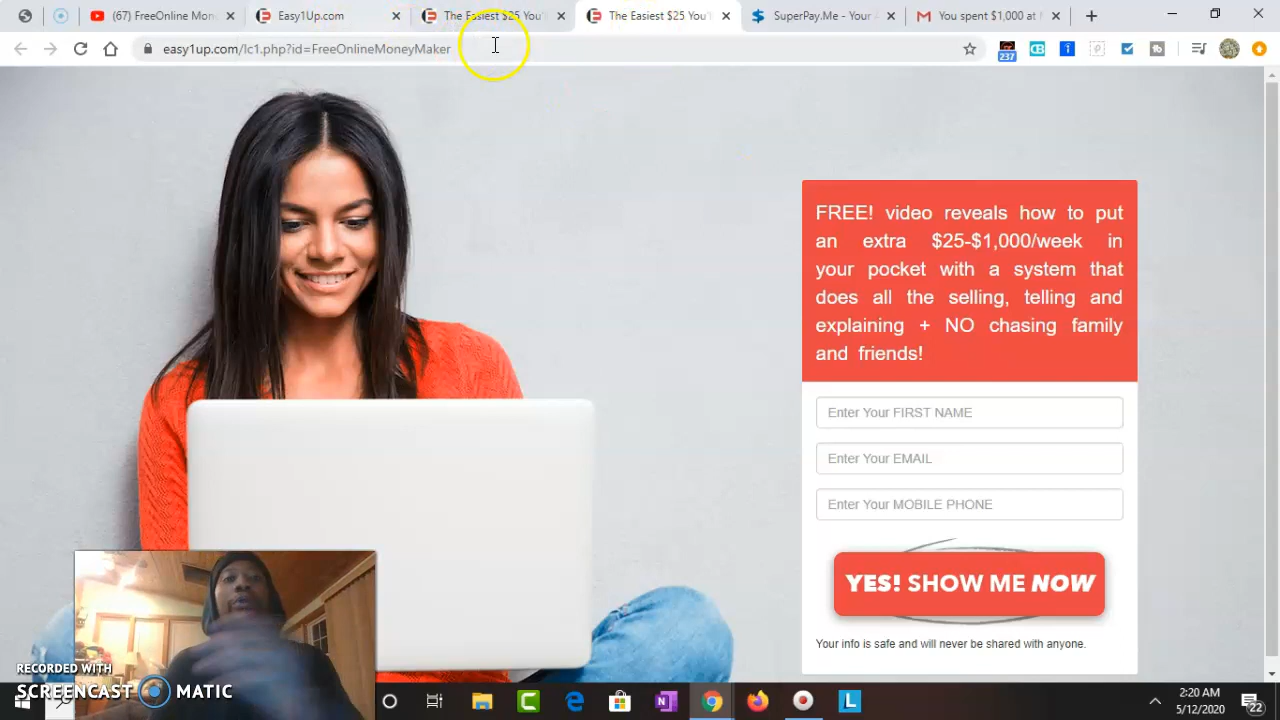 (67) FreeOnline Mon
Easy1Up.com
The Easiest $25 You'l
The Easiest $25 You'l
SuperPay.Me - Your
You spent $1,000 at
easy1up.com/lc1.php?id=FreeOnlineMoneyMaker
237
FREE! video reveals how to put
an extra $25-$1,000/week in
your pocket with a system that
does all the selling, telling and
explaining + NO chasing family
and friends!
Enter Your FIRST NAME
Enter Your EMAIL
Enter Your MOBILE PHONE
YES! SHOW ME NOW
Your info is safe and will never be shared with anyone.
RECORDED WITH
SCREENCAST MATIC
2:20 AM
5/12/2020
22